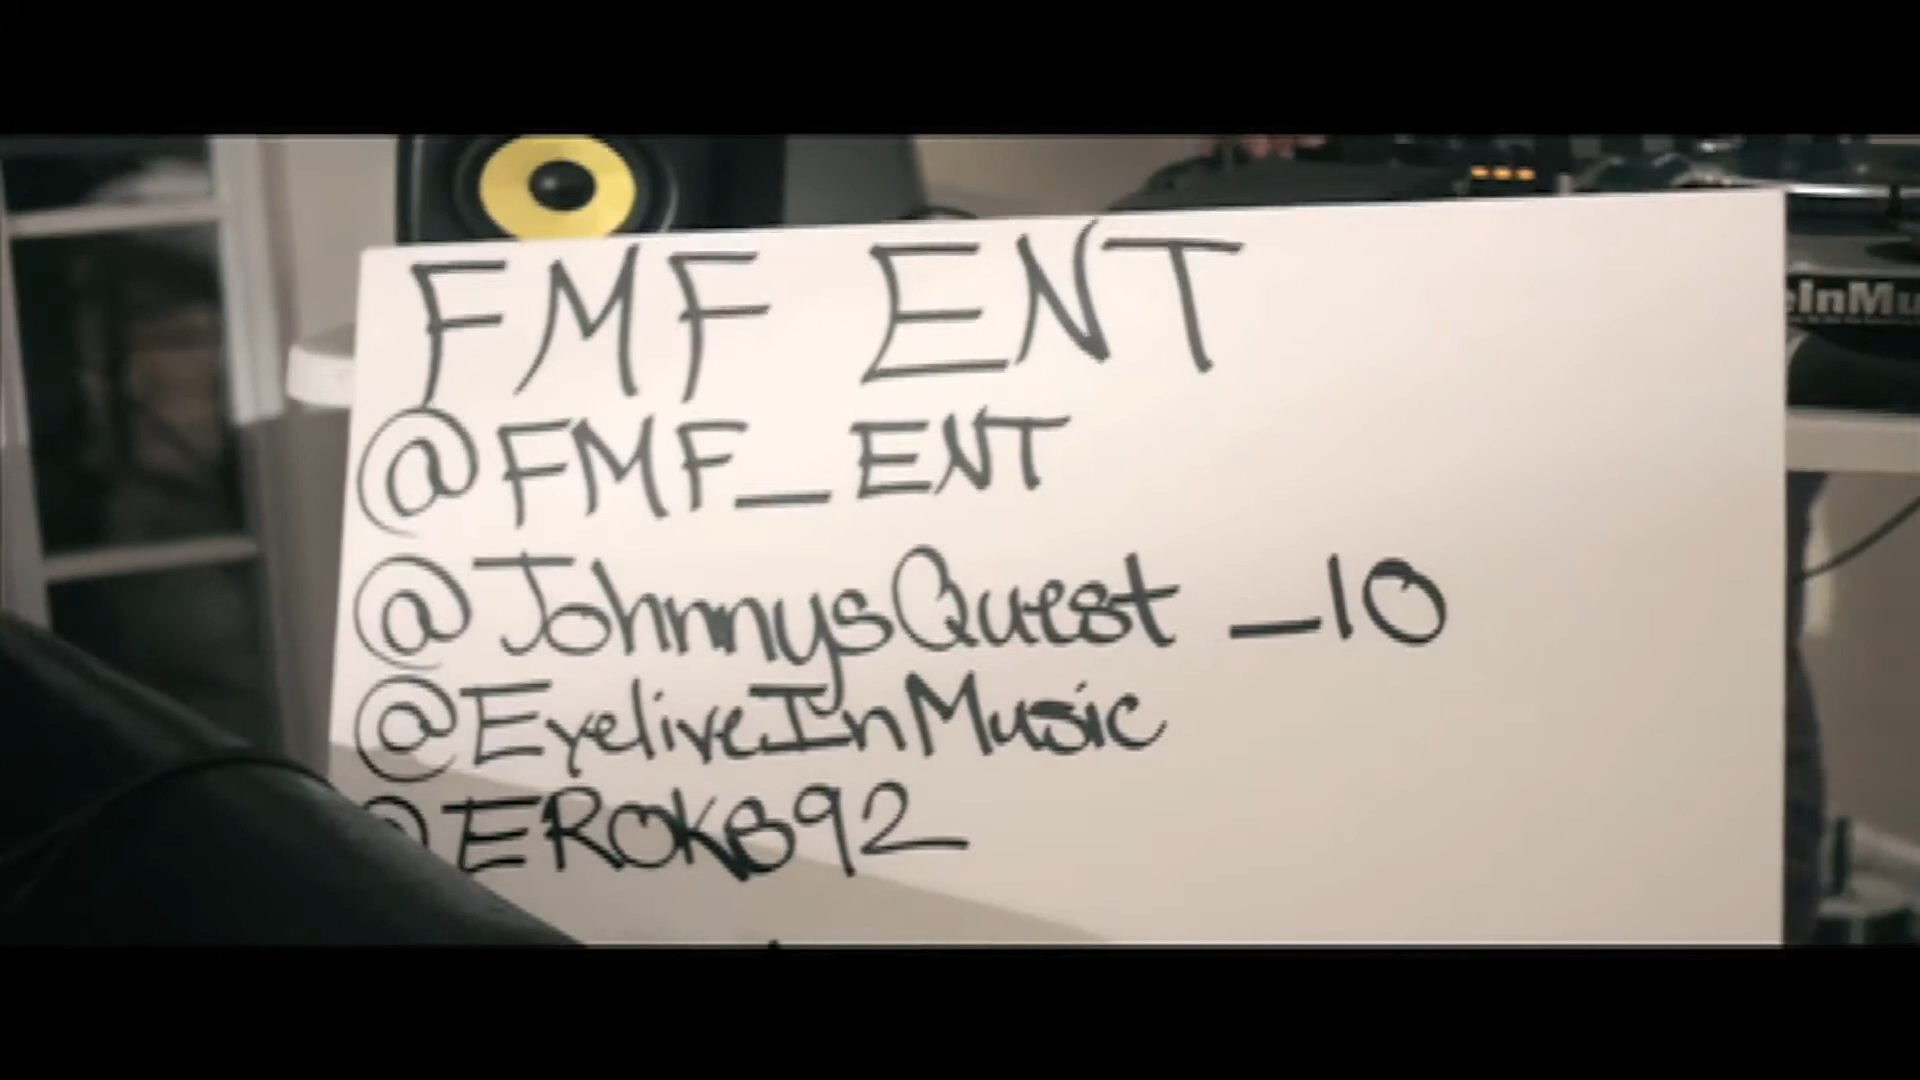 FMF ENT
@FMF_ENT
@JohnnysQuest_10
@EyeliveInMusic
@EROKB92